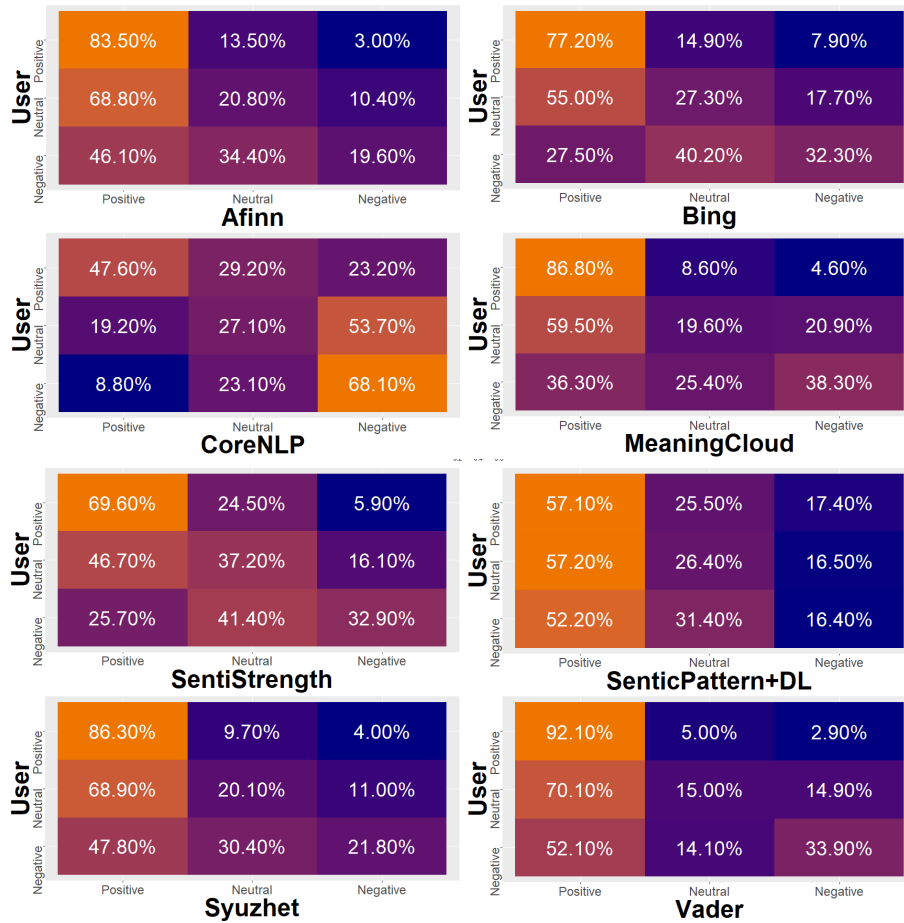 User
Positive
83.50% 13.50% 3.00%
Neutral
68.80% 20.80% 10.40%
Negative
46.10% 34.40% 19.60%
Positive Neutral Negative
Afinn
User
Positive
77.20% 14.90% 7.90%
Neutral
55.00% 27.30% 17.70%
Negative
27.50% 40.20% 32.30%
Positive Neutral Negative
Bing
User
Positive
47.60% 29.20% 23.20%
Neutral
19.20% 27.10% 53.70%
Negative
8.80% 23.10% 68.10%
Positive Neutral Negative
CoreNLP
User
Positive
86.80% 8.60% 4.60%
Neutral
59.50% 19.60% 20.90%
Negative
36.30% 25.40% 38.30%
Positive Neutral Negative
MeaningCloud
User
Positive
69.60% 24.50% 5.90%
Neutral
46.70% 37.20% 16.10%
Negative
25.70% 41.40% 32.90%
Positive Neutral Negative
SentiStrength
User
Positive
57.10% 25.50% 17.40%
Neutral
57.20% 26.40% 16.50%
Negative
52.20% 31.40% 16.40%
Positive Neutral Negative
SenticPattern+DL
User
Positive
86.30% 9.70% 4.00%
Neutral
68.90% 20.10% 11.00%
Negative
47.80% 30.40% 21.80%
Positive Neutral Negative
Syuzhet
User
Positive
92.10% 5.00% 2.90%
Neutral
70.10% 15.00% 14.90%
Negative
52.10% 14.10% 33.90%
Positive Neutral Negative
Vader